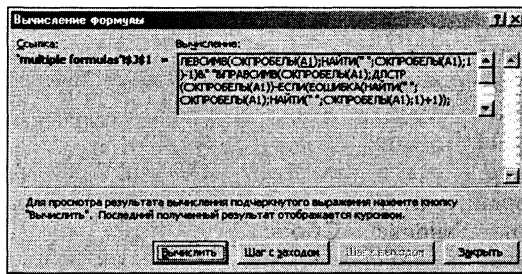 Вычисление формулы
Ссылка:
Вычисление:
'multiple formulas'!$J$1 =
ЛЕВСИМВ(СЖПРОБЕЛЫ(A1);НАЙТИ(" ";СЖПРОБЕЛЫ(A1);1
)-1)&" "&ПРАВСИМВ(СЖПРОБЕЛЫ(A1);ДЛСТР
(СЖПРОБЕЛЫ(A1))-ЕСЛИ(ЕОШИБКА(НАЙТИ(" ";
СЖПРОБЕЛЫ(A1);НАЙТИ(" ";СЖПРОБЕЛЫ(A1);1)+1));
Для просмотра результата вычисления подчеркнутого выражения нажмите кнопку
"Вычислить". Последний полученный результат отображается курсивом.
Вычислить
Шаг с заходом
Шаг с выходом
Закрыть